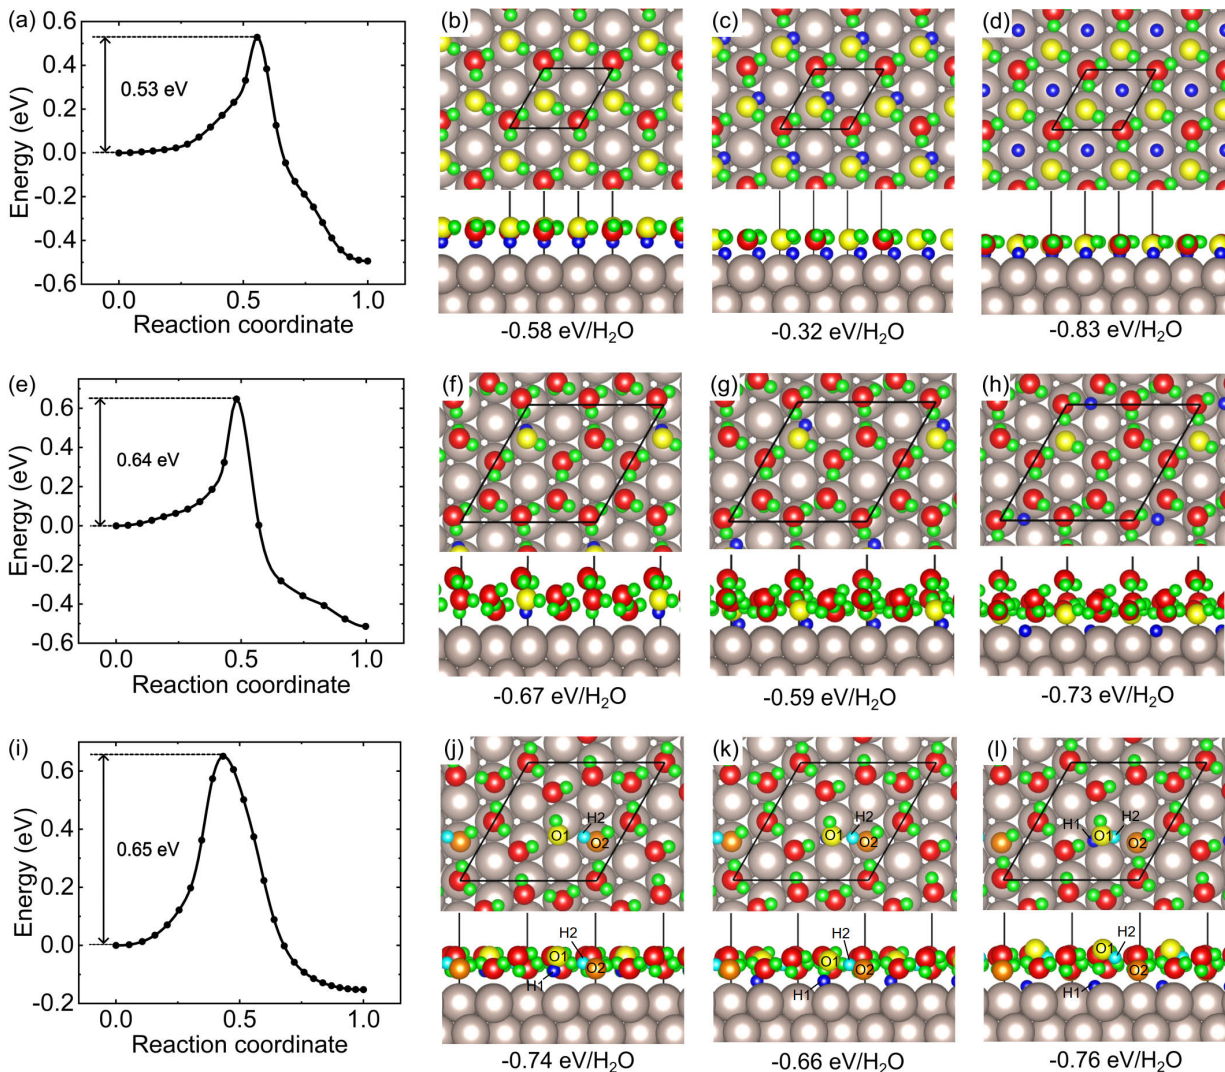 (a)
Energy (eV)
0.6
0.4
0.2
0.0
-0.2
-0.4
-0.6
0.53 eV
0.0 0.5 1.0
Reaction coordinate
(b)
-0.58 eV/H₂O
(c)
-0.32 eV/H₂O
(d)
-0.83 eV/H₂O
(e)
Energy (eV)
0.6
0.4
0.2
0.0
-0.2
-0.4
-0.6
0.64 eV
0.0 0.5 1.0
Reaction coordinate
(f)
-0.67 eV/H₂O
(g)
-0.59 eV/H₂O
(h)
-0.73 eV/H₂O
(i)
Energy (eV)
0.6
0.4
0.2
0.0
-0.2
0.65 eV
0.0 0.5 1.0
Reaction coordinate
(j)
H2
O1
O2
H2
O1
O2
H1
-0.74 eV/H₂O
(k)
H2
O1
O2
H2
O1
O2
H1
-0.66 eV/H₂O
(l)
H1 H2
O1
O2
O1 H2
O2
H1
-0.76 eV/H₂O